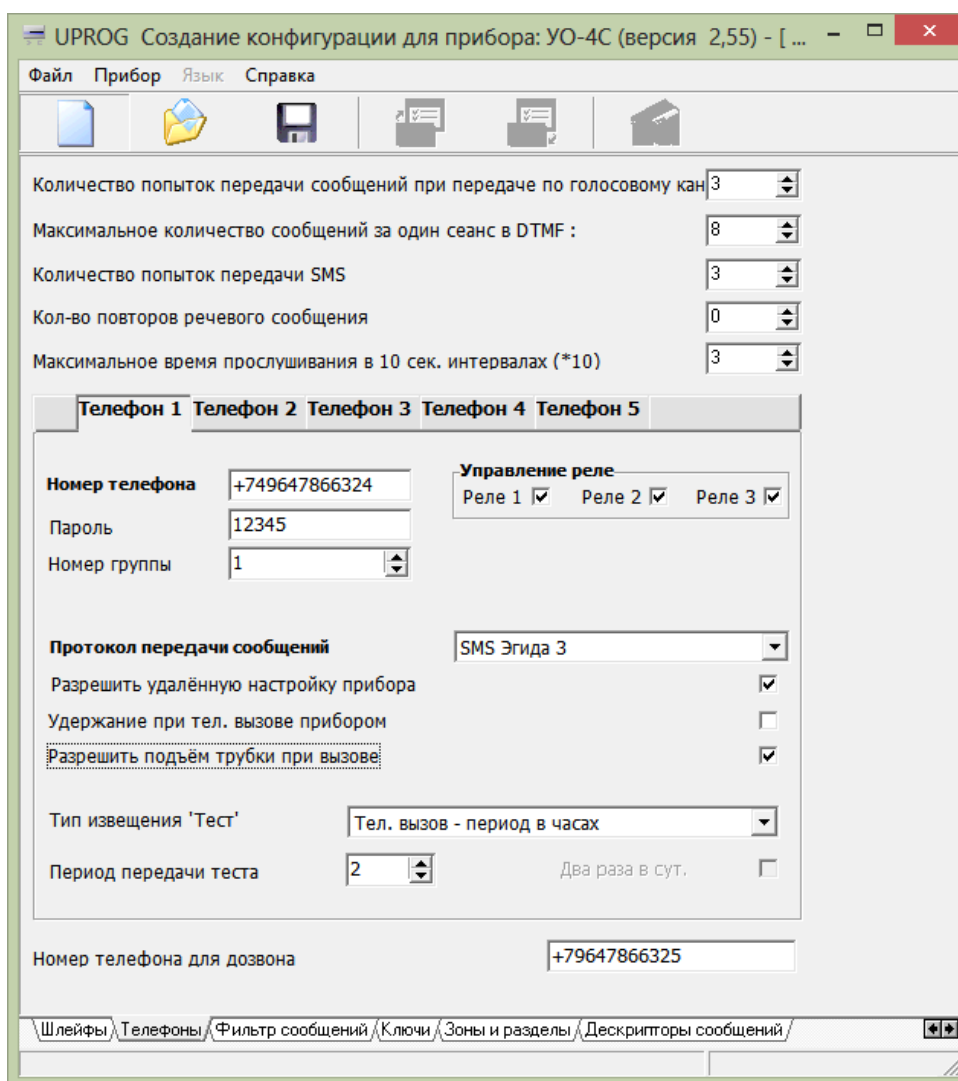 UPROG Создание конфигурации для прибора: УО-4С (версия 2,55) - [ ...
Файл Прибор Язык Справка
Количество попыток передачи сообщений при передаче по голосовому кан 3
Максимальное количество сообщений за один сеанс в DTMF : 8
Количество попыток передачи SMS 3
Кол-во повторов речевого сообщения 0
Максимальное время прослушивания в 10 сек. интервалах (*10) 3
Телефон 1 Телефон 2 Телефон 3 Телефон 4 Телефон 5
Номер телефона +749647866324
Управление реле
Реле 1 Реле 2 Реле 3
Пароль 12345
Номер группы 1
Протокол передачи сообщений SMS Эгида 3
Разрешить удалённую настройку прибора
Удержание при тел. вызове прибором
Разрешить подъём трубки при вызове
Тип извещения 'Тест' Тел. вызов - период в часах
Период передачи теста 2 Два раза в сут.
Номер телефона для дозвона +79647866325
Шлейфы Телефоны Фильтр сообщений Ключи Зоны и разделы Дескрипторы сообщений